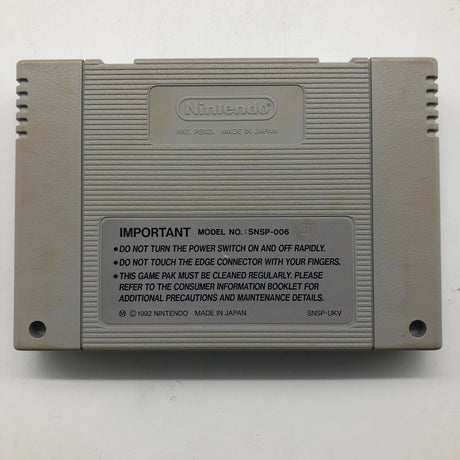 Nintendo
PAT. PEND. MADE IN JAPAN
IMPORTANT MODEL NO. : SNSP-006
•DO NOT TURN THE POWER SWITCH ON AND OFF RAPIDLY.
•DO NOT TOUCH THE EDGE CONNECTOR WITH YOUR FINGERS.
•THIS GAME PAK MUST BE CLEANED REGULARLY. PLEASE
REFER TO THE CONSUMER INFORMATION BOOKLET FOR
ADDITIONAL PRECAUTIONS AND MAINTENANCE DETAILS.
Ⓜ ©1992 NINTENDO MADE IN JAPAN SNSP-UKV